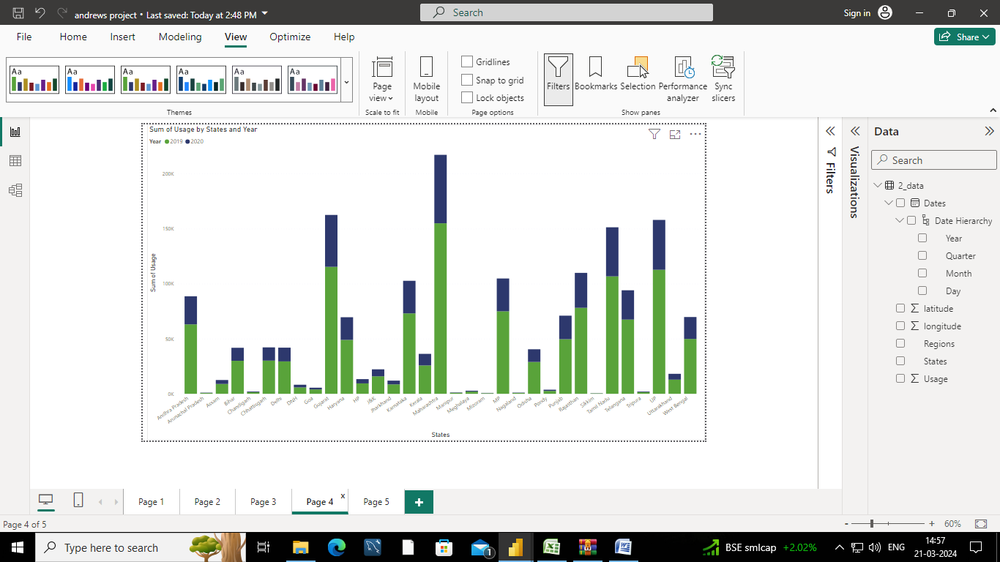 andrews project • Last saved: Today at 2:48 PM
Search
Sign in
File
Home
Insert
Modeling
View
Optimize
Help
Share
Aa
Aa
Aa
Aa
Aa
Aa
Themes
Page view
Scale to fit
Mobile layout
Mobile
Gridlines
Snap to grid
Lock objects
Page options
Filters
Bookmarks
Selection
Performance analyzer
Sync slicers
Show panes
Sum of Usage by States and Year
Year 2019 2020
200K
150K
100K
50K
0K
Sum of Usage
Andhra Pradesh
Arunachal Pradesh
Assam
Bihar
Chandigarh
Chhattisgarh
Delhi
DNH
Goa
Gujarat
Haryana
HP
J&K
Jharkhand
Karnataka
Kerala
Maharashtra
Manipur
Meghalaya
Mizoram
MP
Nagaland
Odisha
Pondy
Punjab
Rajasthan
Sikkim
Tamil Nadu
Telangana
Tripura
UP
Uttarakhand
West Bengal
States
Filters
Visualizations
Data
Search
2_data
Dates
Date Hierarchy
Year
Quarter
Month
Day
latitude
longitude
Regions
States
Usage
Page 1
Page 2
Page 3
Page 4
x
Page 5
Page 4 of 5
60%
Type here to search
1
BSE smlcap +2.02%
ENG
14:57
21-03-2024